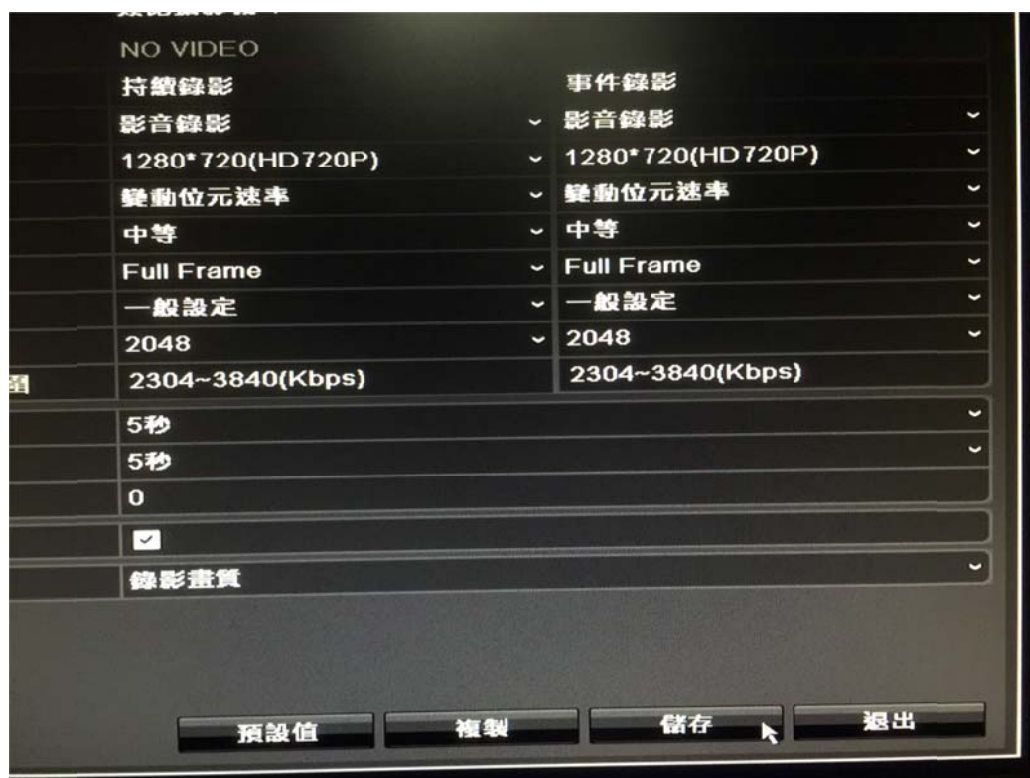 NO VIDEO
持續錄影 事件錄影
影音錄影 影音錄影
1280*720(HD720P) 1280*720(HD720P)
變動位元速率 變動位元速率
中等 中等
Full Frame Full Frame
一般設定 一般設定
2048 2048
2304~3840(Kbps) 2304~3840(Kbps)
5秒
5秒
0
錄影畫質
預設值 複製 儲存 退出